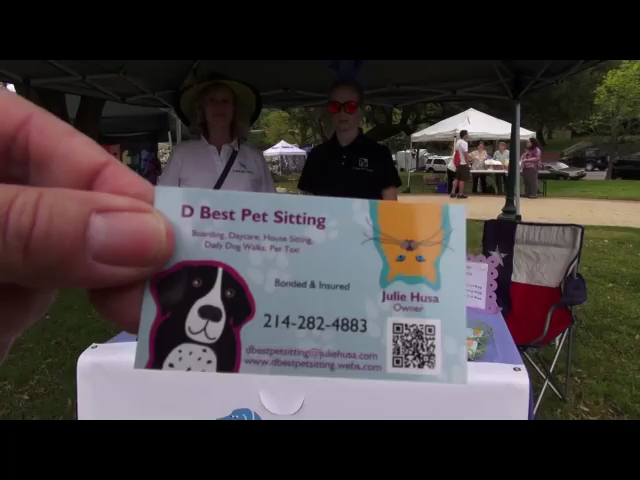 D Best Pet Sitting
Boarding, Daycare, House Sitting,
Daily Dog Walks, Pet Taxi
Bonded & Insured
Julie Husa
Owner
214-282-4883
dbestpetsitting@juliehusa.com
www.dbestpetsitting.webs.com